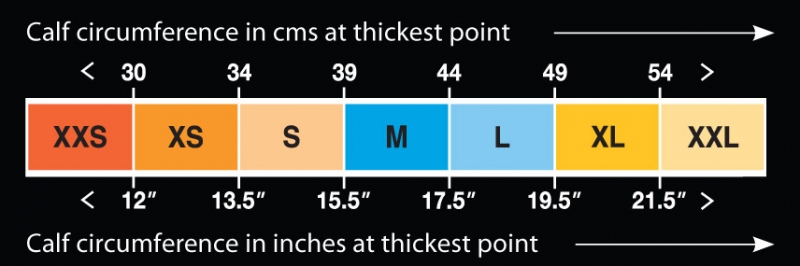 Calf circumference in cms at thickest point
< 30 34 39 44 49 54 >
XXS XS S M L XL XXL
< 12″ 13.5″ 15.5″ 17.5″ 19.5″ 21.5″ >
Calf circumference in inches at thickest point